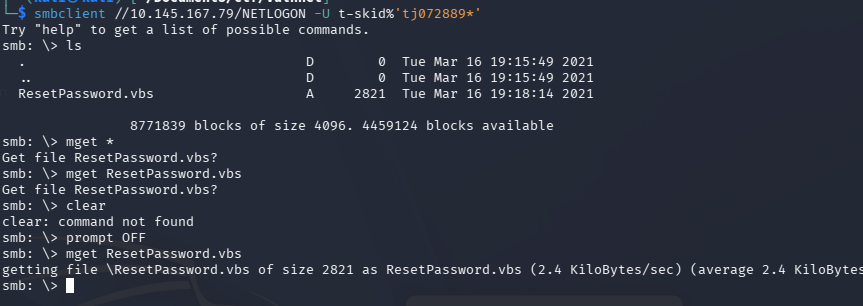 └─$ smbclient //10.145.167.79/NETLOGON -U t-skid%'tj072889*'
Try "help" to get a list of possible commands.
smb: \> ls
  .                                   D        0  Tue Mar 16 19:15:49 2021
  ..                                  D        0  Tue Mar 16 19:15:49 2021
  ResetPassword.vbs                   A     2821  Tue Mar 16 19:18:14 2021
                8771839 blocks of size 4096. 4459124 blocks available
smb: \> mget *
Get file ResetPassword.vbs?
smb: \> mget ResetPassword.vbs
Get file ResetPassword.vbs?
smb: \> clear
clear: command not found
smb: \> prompt OFF
smb: \> mget ResetPassword.vbs
getting file \ResetPassword.vbs of size 2821 as ResetPassword.vbs (2.4 KiloBytes/sec) (average 2.4 KiloBytes
smb: \>